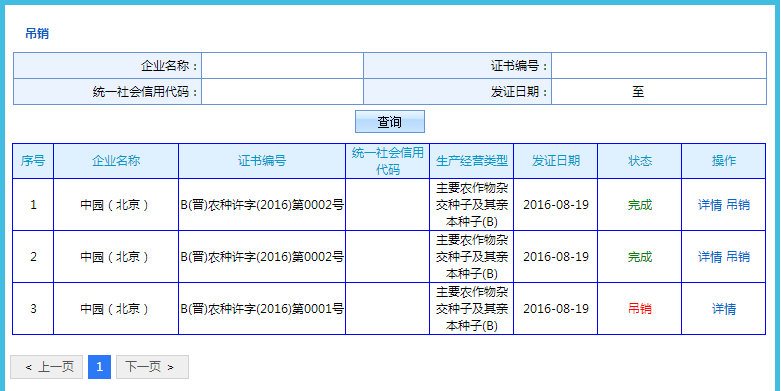 吊销
企业名称： 证书编号：
统一社会信用代码： 发证日期： 至
查询
序号 企业名称 证书编号 统一社会信用代码 生产经营类型 发证日期 状态 操作
1 中园（北京） B(晋)农种许字(2016)第0002号 主要农作物杂交种子及其亲本种子(B) 2016-08-19 完成 详情 吊销
2 中园（北京） B(晋)农种许字(2016)第0002号 主要农作物杂交种子及其亲本种子(B) 2016-08-19 完成 详情 吊销
3 中园（北京） B(晋)农种许字(2016)第0001号 主要农作物杂交种子及其亲本种子(B) 2016-08-19 吊销 详情
< 上一页 1 下一页 >